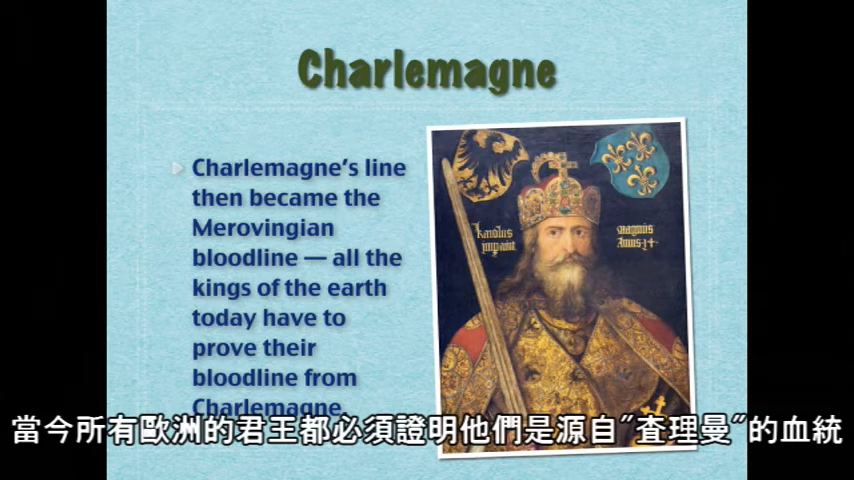 Charlemagne
Charlemagne's line
then became the
Merovingian
bloodline — all the
kings of the earth
today have to
prove their
bloodline from
Charlemagne.
Karolus
magnus
當今所有歐洲的君王都必須證明他們是源自"查理曼"的血統